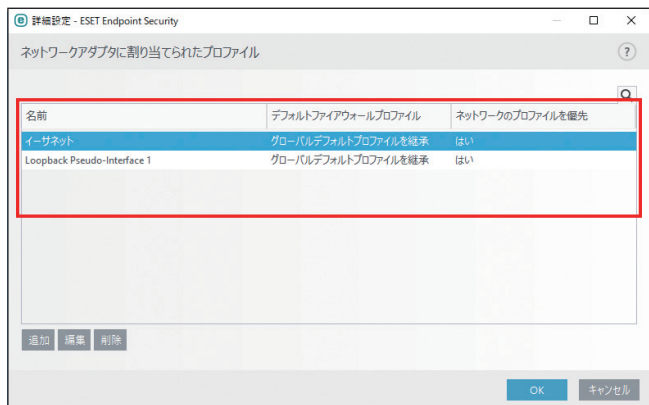 e 詳細設定 - ESET Endpoint Security
ネットワークアダプタに割り当てられたプロファイル ?
名前 デフォルトファイアウォールプロファイル ネットワークのプロファイルを優先
イーサネット グローバルデフォルトプロファイルを継承 はい
Loopback Pseudo-Interface 1 グローバルデフォルトプロファイルを継承 はい
追加 編集 削除
OK キャンセル